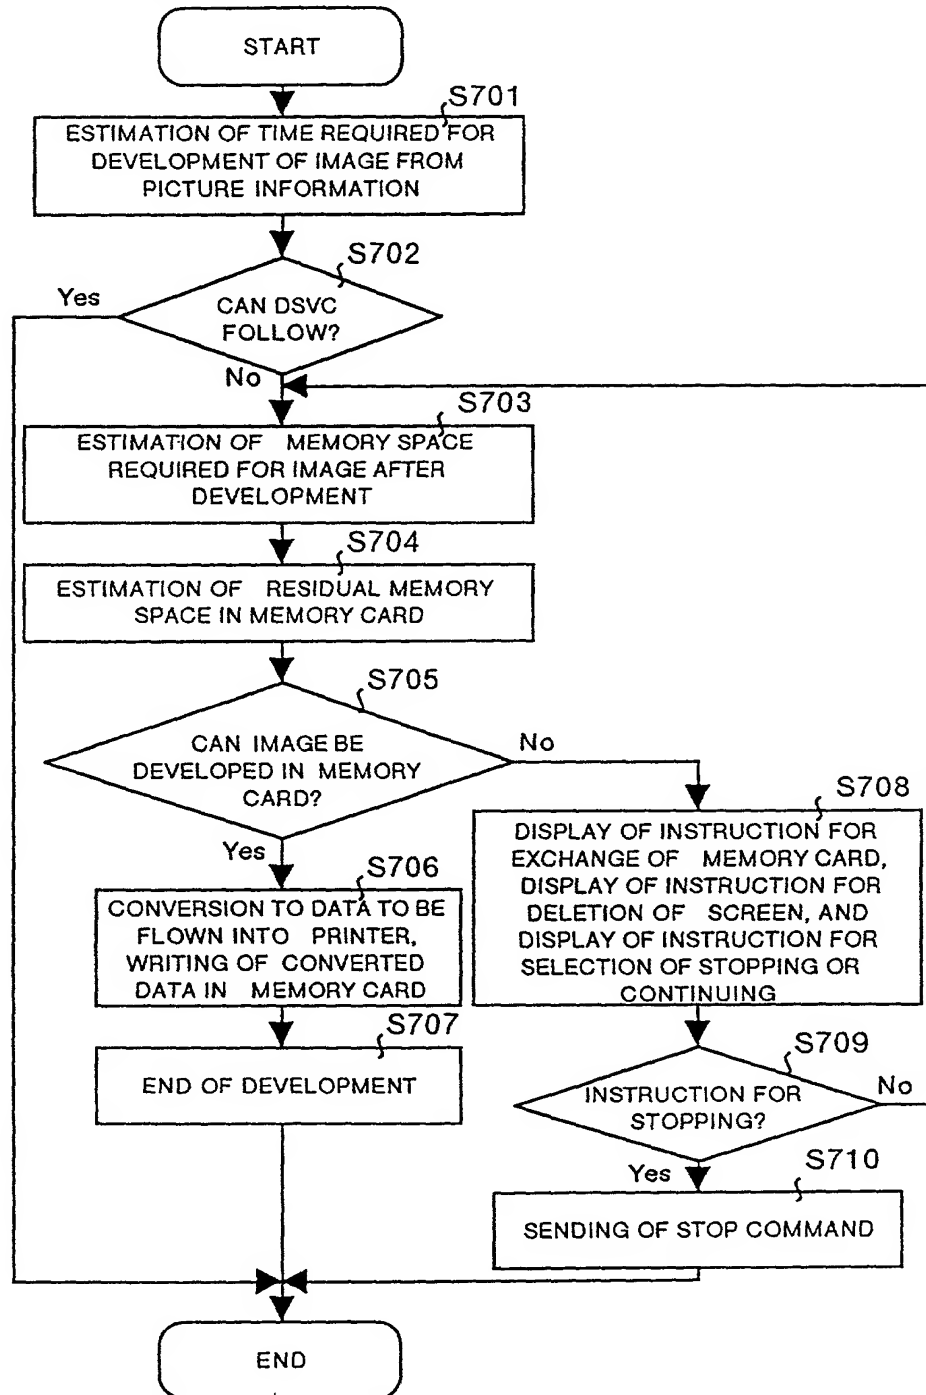 START
S701
ESTIMATION OF TIME REQUIRED FOR
DEVELOPMENT OF IMAGE FROM
PICTURE INFORMATION
S702
Yes
CAN DSVC
FOLLOW?
No
S703
ESTIMATION OF MEMORY SPACE
REQUIRED FOR IMAGE AFTER
DEVELOPMENT
S704
ESTIMATION OF RESIDUAL MEMORY
SPACE IN MEMORY CARD
S705
CAN IMAGE BE
DEVELOPED IN MEMORY
CARD?
No
Yes
S706
CONVERSION TO DATA TO BE
FLOWN INTO PRINTER,
WRITING OF CONVERTED
DATA IN MEMORY CARD
S707
END OF DEVELOPMENT
S708
DISPLAY OF INSTRUCTION FOR
EXCHANGE OF MEMORY CARD,
DISPLAY OF INSTRUCTION FOR
DELETION OF SCREEN, AND
DISPLAY OF INSTRUCTION FOR
SELECTION OF STOPPING OR
CONTINUING
S709
INSTRUCTION FOR
STOPPING?
No
Yes
S710
SENDING OF STOP COMMAND
END